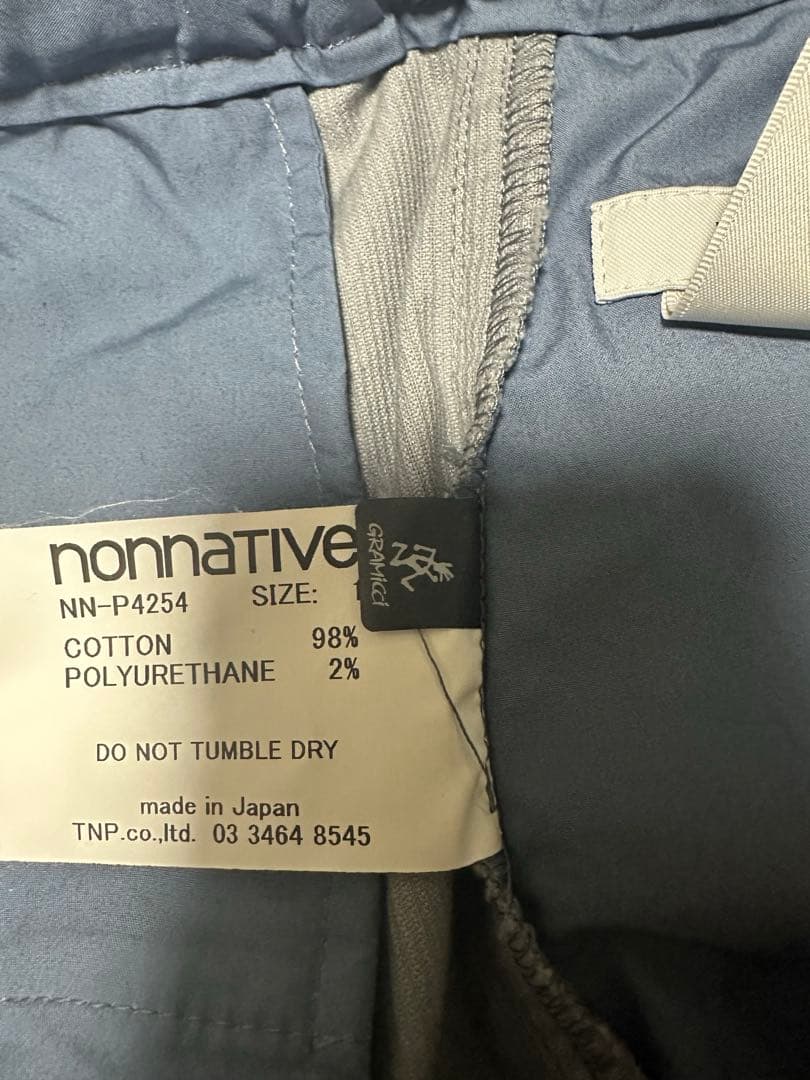 nonnaTIVe
NN-P4254 SIZE:
GRAMiCCi
COTTON 98%
POLYURETHANE 2%
DO NOT TUMBLE DRY
made in Japan
TNP.co.,ltd. 03 3464 8545